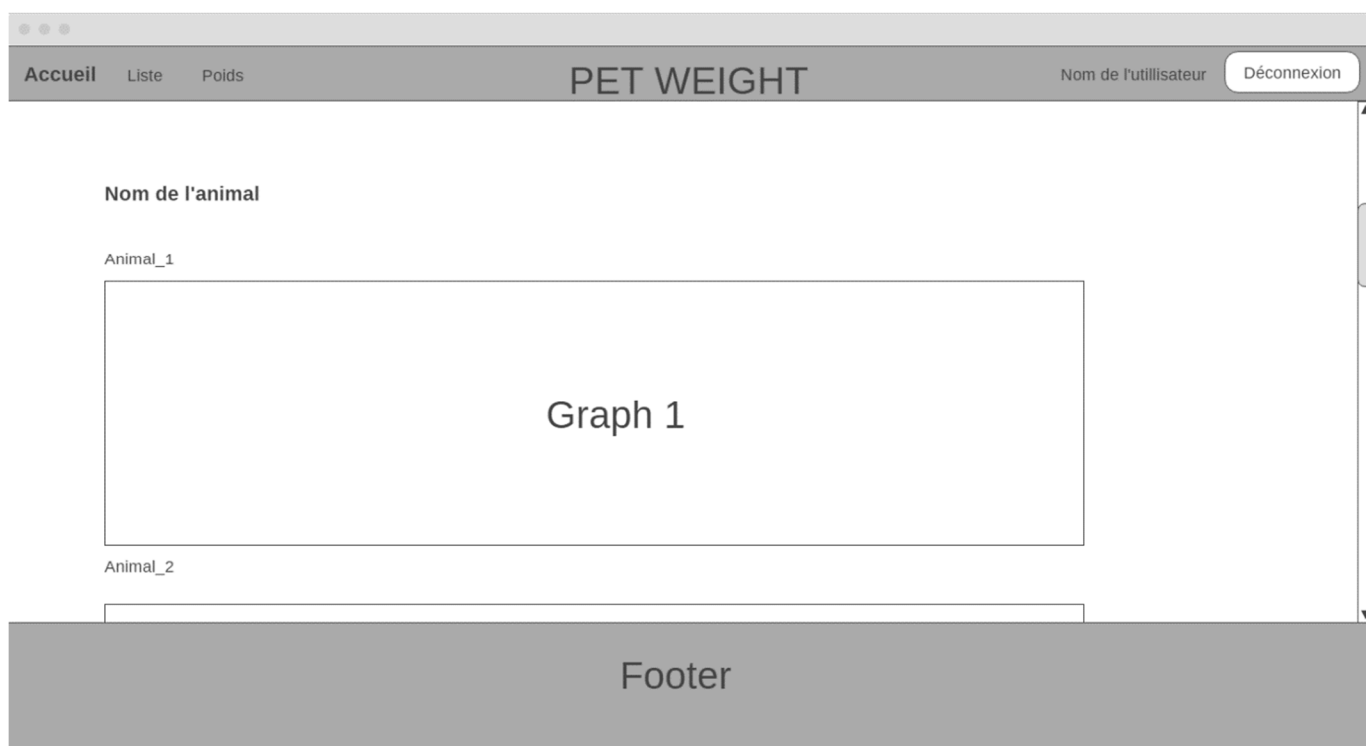 Accueil Liste Poids PET WEIGHT Nom de l'utillisateur Déconnexion
Nom de l'animal
Animal_1
Graph 1
Animal_2
Footer